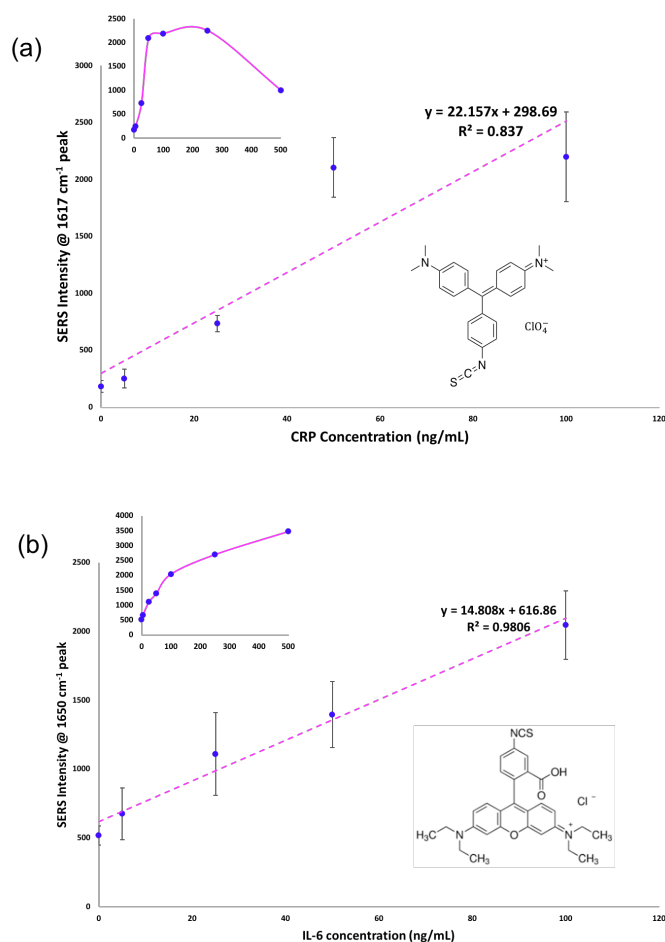 (a)
2500
2000
1500
1000
500
0
0 100 200 300 400 500
3000
2500
2000
1500
1000
500
0
0 20 40 60 80 100 120
SERS Intensity @ 1617 cm⁻¹ peak
CRP Concentration (ng/mL)
y = 22.157x + 298.69
R² = 0.837
N
N⁺
ClO₄⁻
N
C
S
(b)
4000
3500
3000
2500
2000
1500
1000
500
0
0 100 200 300 400 500
2500
2000
1500
1000
500
0
0 20 40 60 80 100 120
SERS Intensity @ 1650 cm⁻¹ peak
IL-6 concentration (ng/mL)
y = 14.808x + 616.86
R² = 0.9806
NCS
OH
O
Cl⁻
H₃C N O N⁺ CH₃
CH₃ CH₃